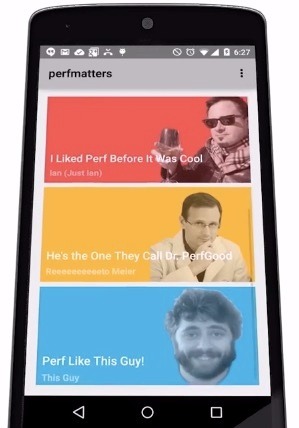 6:27
perfmatters
I Liked Perf Before It Was Cool
Ian (Just Ian)
He's the One They Call Dr. PerfGood
Reeeeeeeeeto Meier
Perf Like This Guy!
This Guy